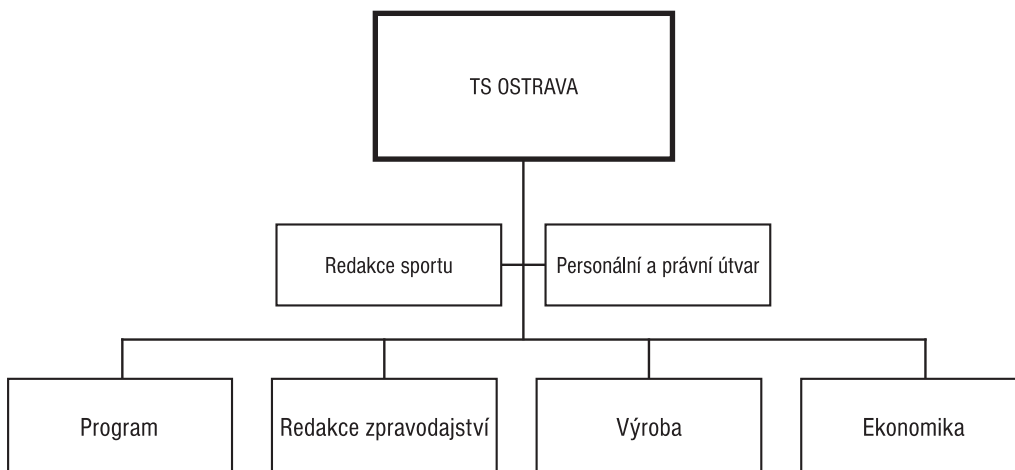 TS OSTRAVA
Redakce sportu
Personální a právní útvar
Program
Redakce zpravodajství
Výroba
Ekonomika